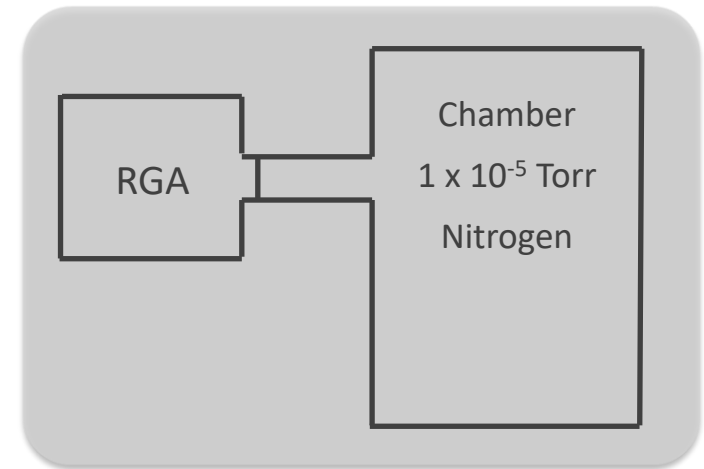 RGA
Chamber
1 x 10⁻⁵ Torr
Nitrogen